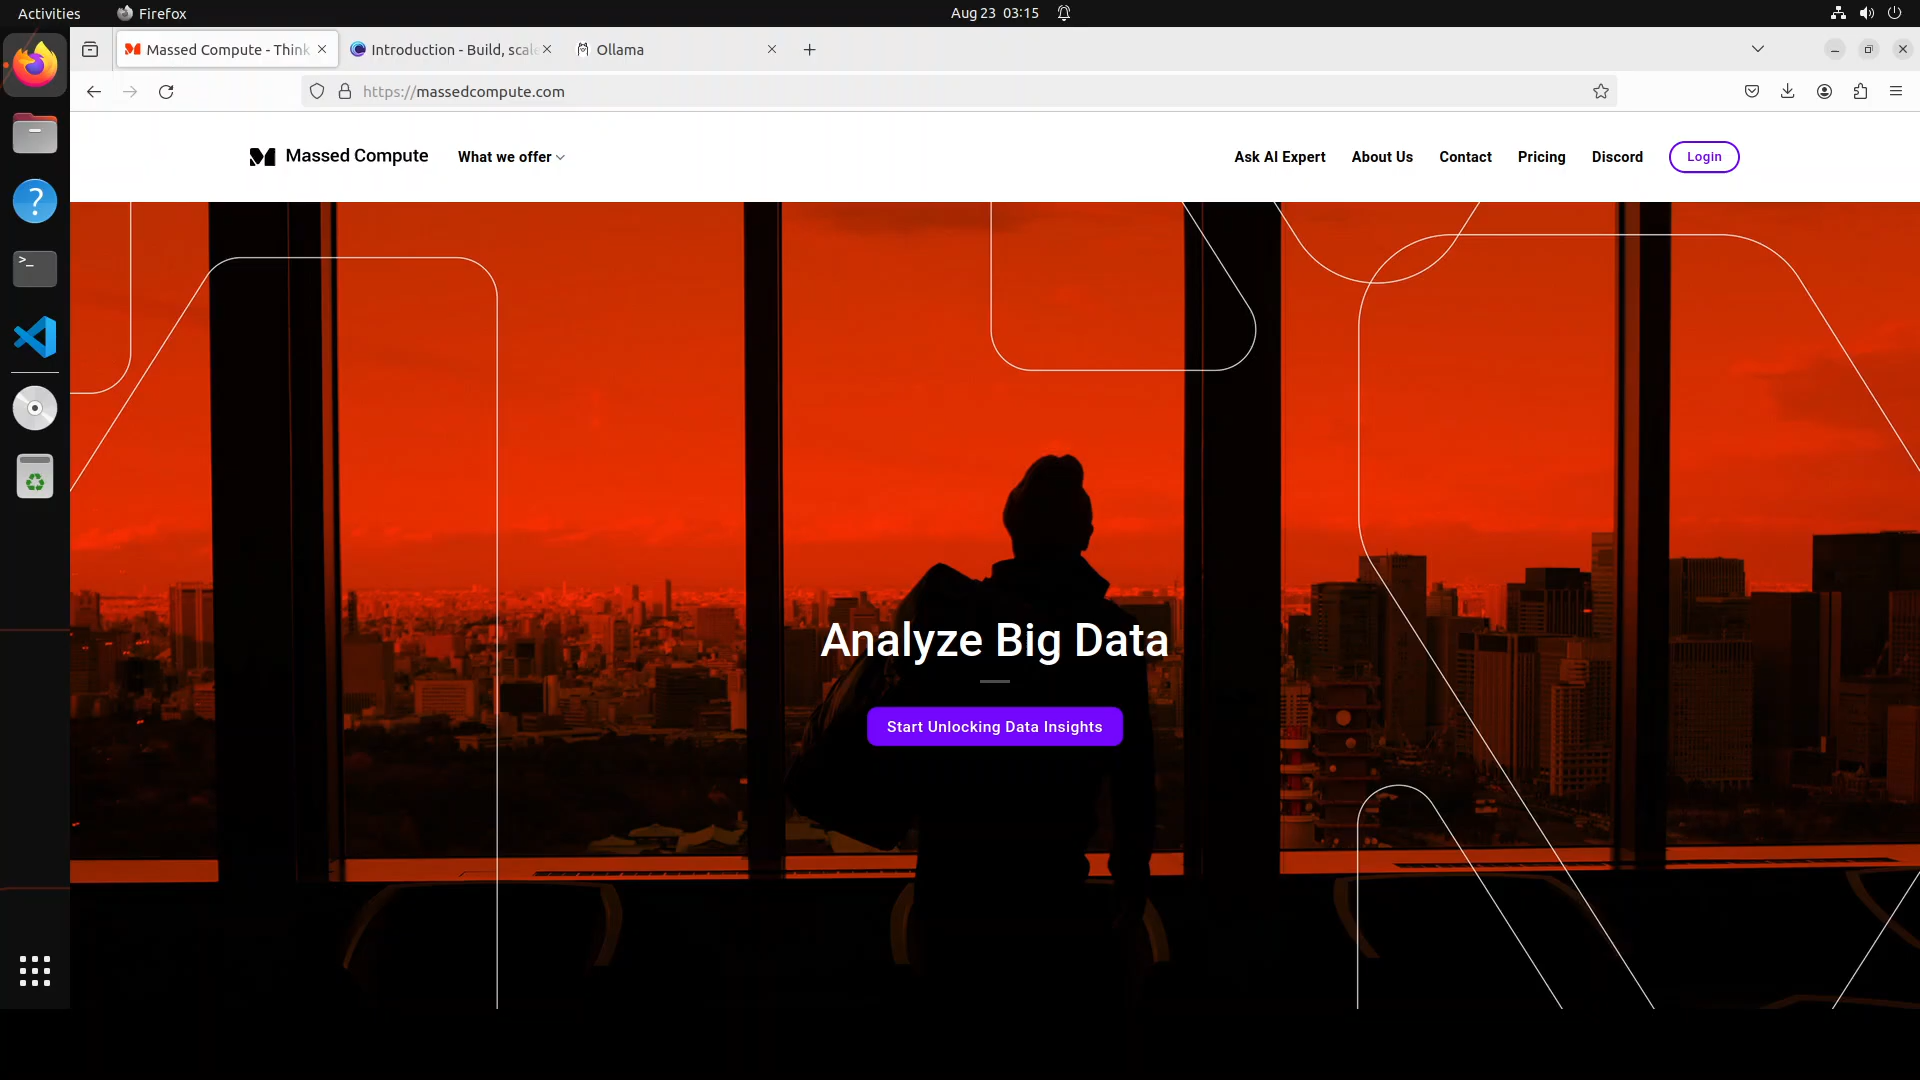 Activities
Firefox
Aug 23 03:15
Massed Compute - Think
Introduction - Build, scal
Ollama
https://massedcompute.com
Massed Compute
What we offer
Ask AI Expert
About Us
Contact
Pricing
Discord
Login
Analyze Big Data
Start Unlocking Data Insights